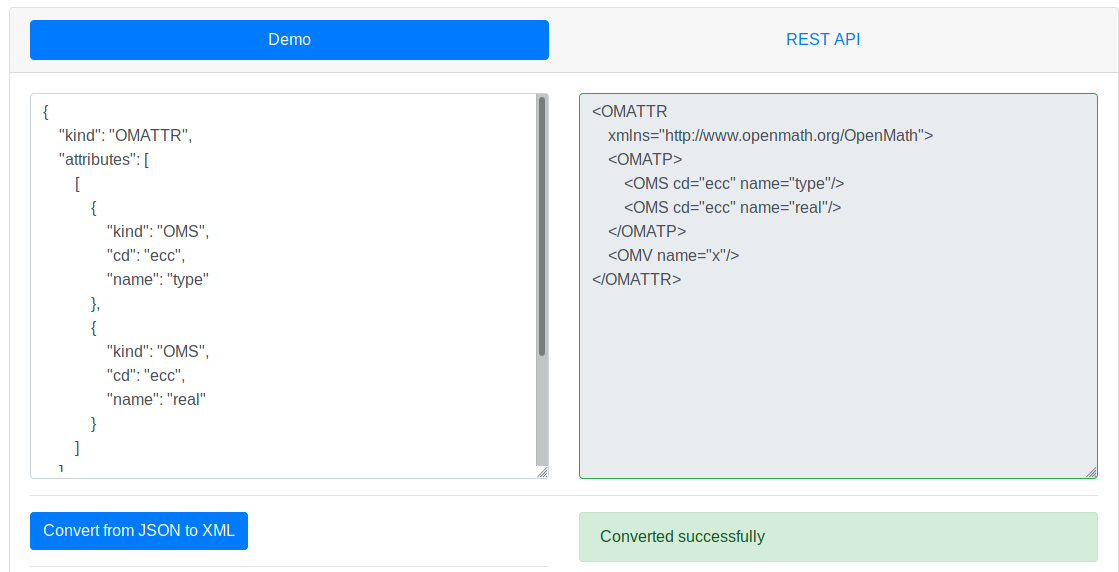 Demo
REST API
{
"kind": "OMATTR",
"attributes": [
[
{
"kind": "OMS",
"cd": "ecc",
"name": "type"
},
{
"kind": "OMS",
"cd": "ecc",
"name": "real"
}
]
]
<OMATTR
xmlns="http://www.openmath.org/OpenMath">
<OMATP>
<OMS cd="ecc" name="type"/>
<OMS cd="ecc" name="real"/>
</OMATP>
<OMV name="x"/>
</OMATTR>
Convert from JSON to XML
Converted successfully